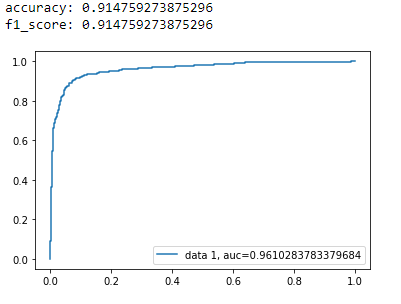 accuracy: 0.914759273875296
f1_score: 0.914759273875296
1.0
0.8
0.6
0.4
0.2
0.0
data 1, auc=0.9610283783379684
0.0 0.2 0.4 0.6 0.8 1.0